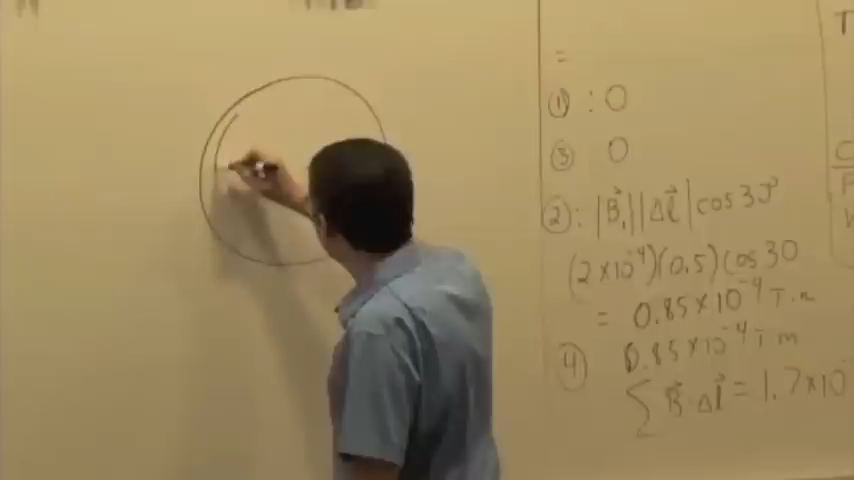 =
① : 0
③ 0
② : |B⃗₁||Δl⃗| cos 30°
(2×10⁻⁴)(0.5) cos 30
= 0.85×10⁻⁴ T·m
④ 0.85×10⁻⁴ T m
∑ B⃗·Δl⃗ = 1.7×10
T